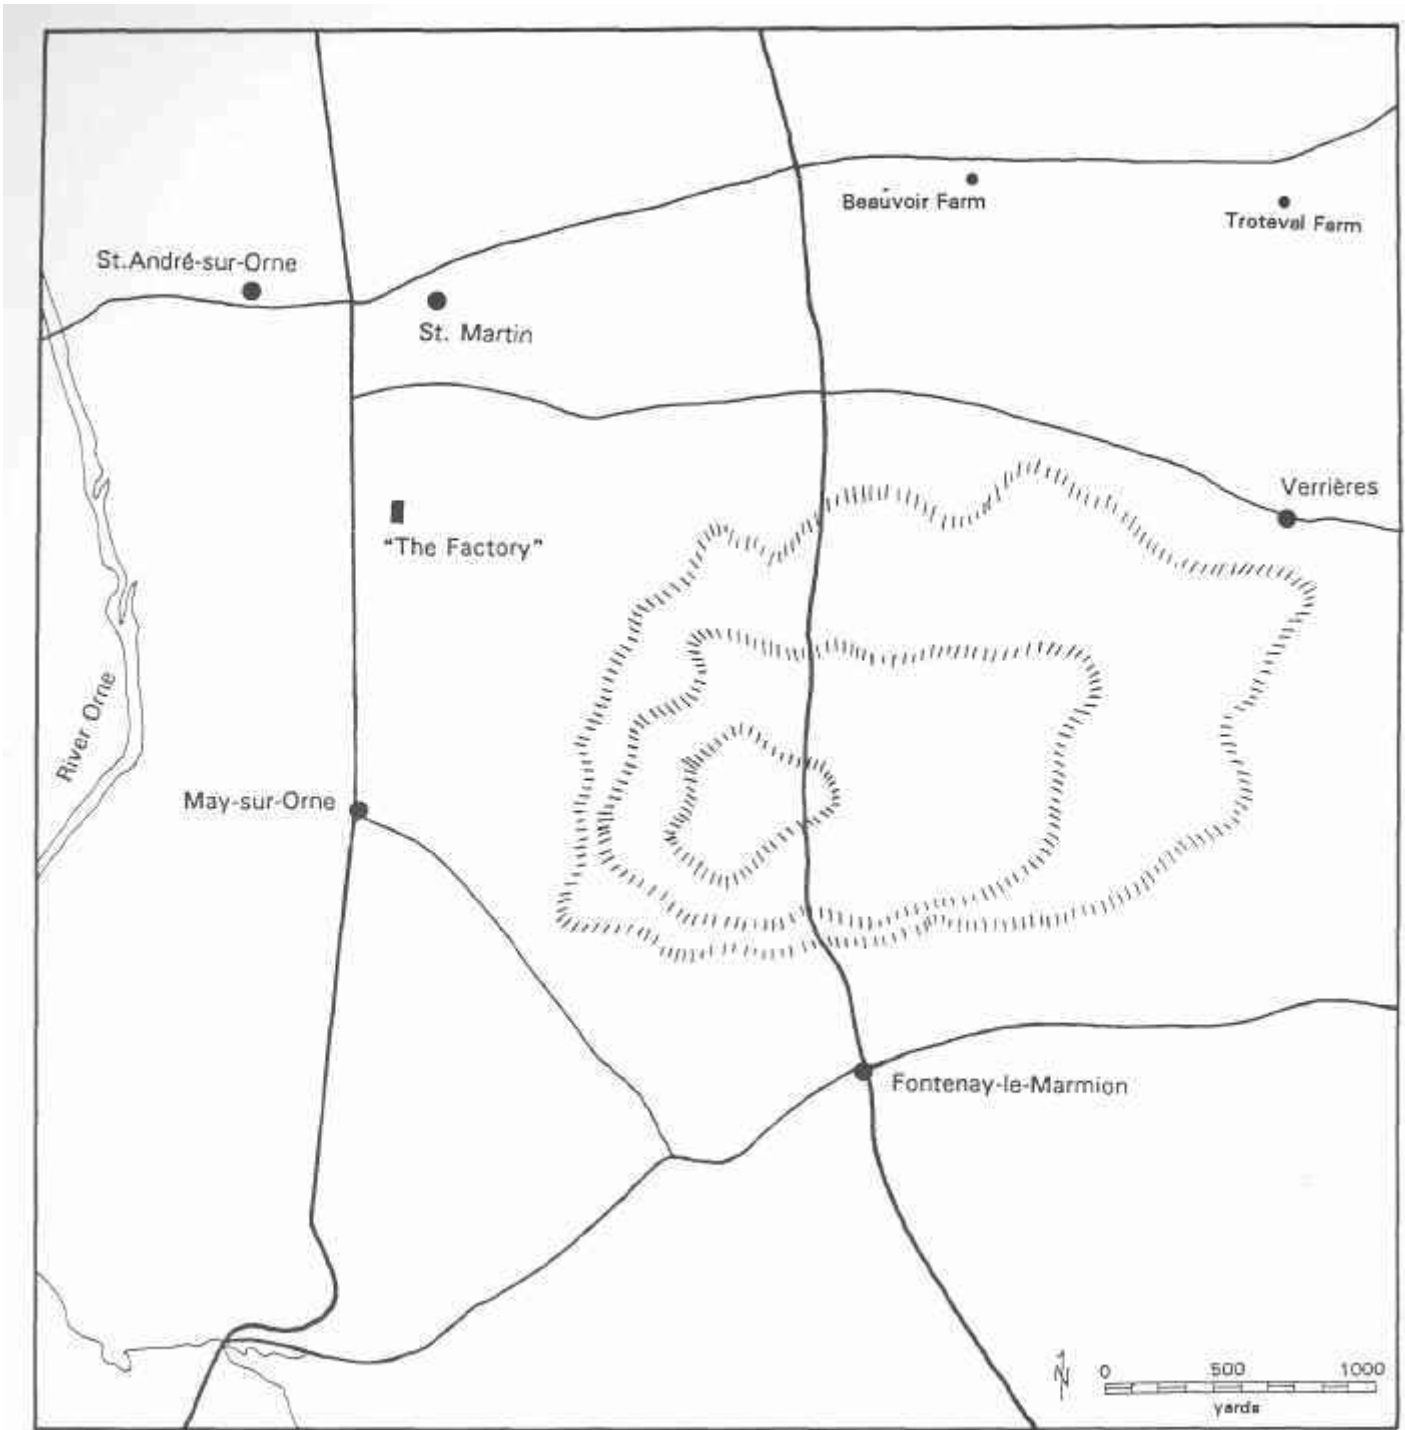 Beauvoir Farm
Troteval Farm
St.André-sur-Orne
St. Martin
Verrières
"The Factory"
River Orne
May-sur-Orne
Fontenay-le-Marmion
N
0 500 1000
yards